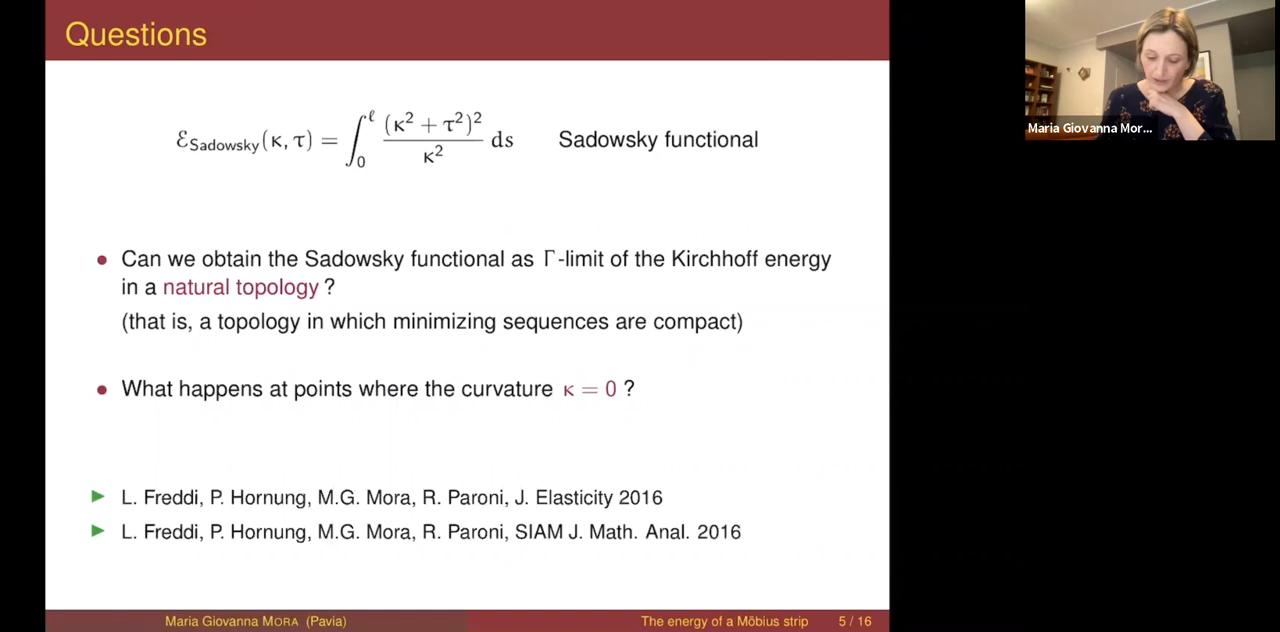 Questions
ℰSadowsky(κ, τ) = ∫₀^ℓ (κ² + τ²)² / κ² ds Sadowsky functional
• Can we obtain the Sadowsky functional as Γ-limit of the Kirchhoff energy
in a natural topology ?
(that is, a topology in which minimizing sequences are compact)
• What happens at points where the curvature κ = 0 ?
▶ L. Freddi, P. Hornung, M.G. Mora, R. Paroni, J. Elasticity 2016
▶ L. Freddi, P. Hornung, M.G. Mora, R. Paroni, SIAM J. Math. Anal. 2016
Maria Giovanna MORA (Pavia) The energy of a Möbius strip 5 / 16
Maria Giovanna Mor...